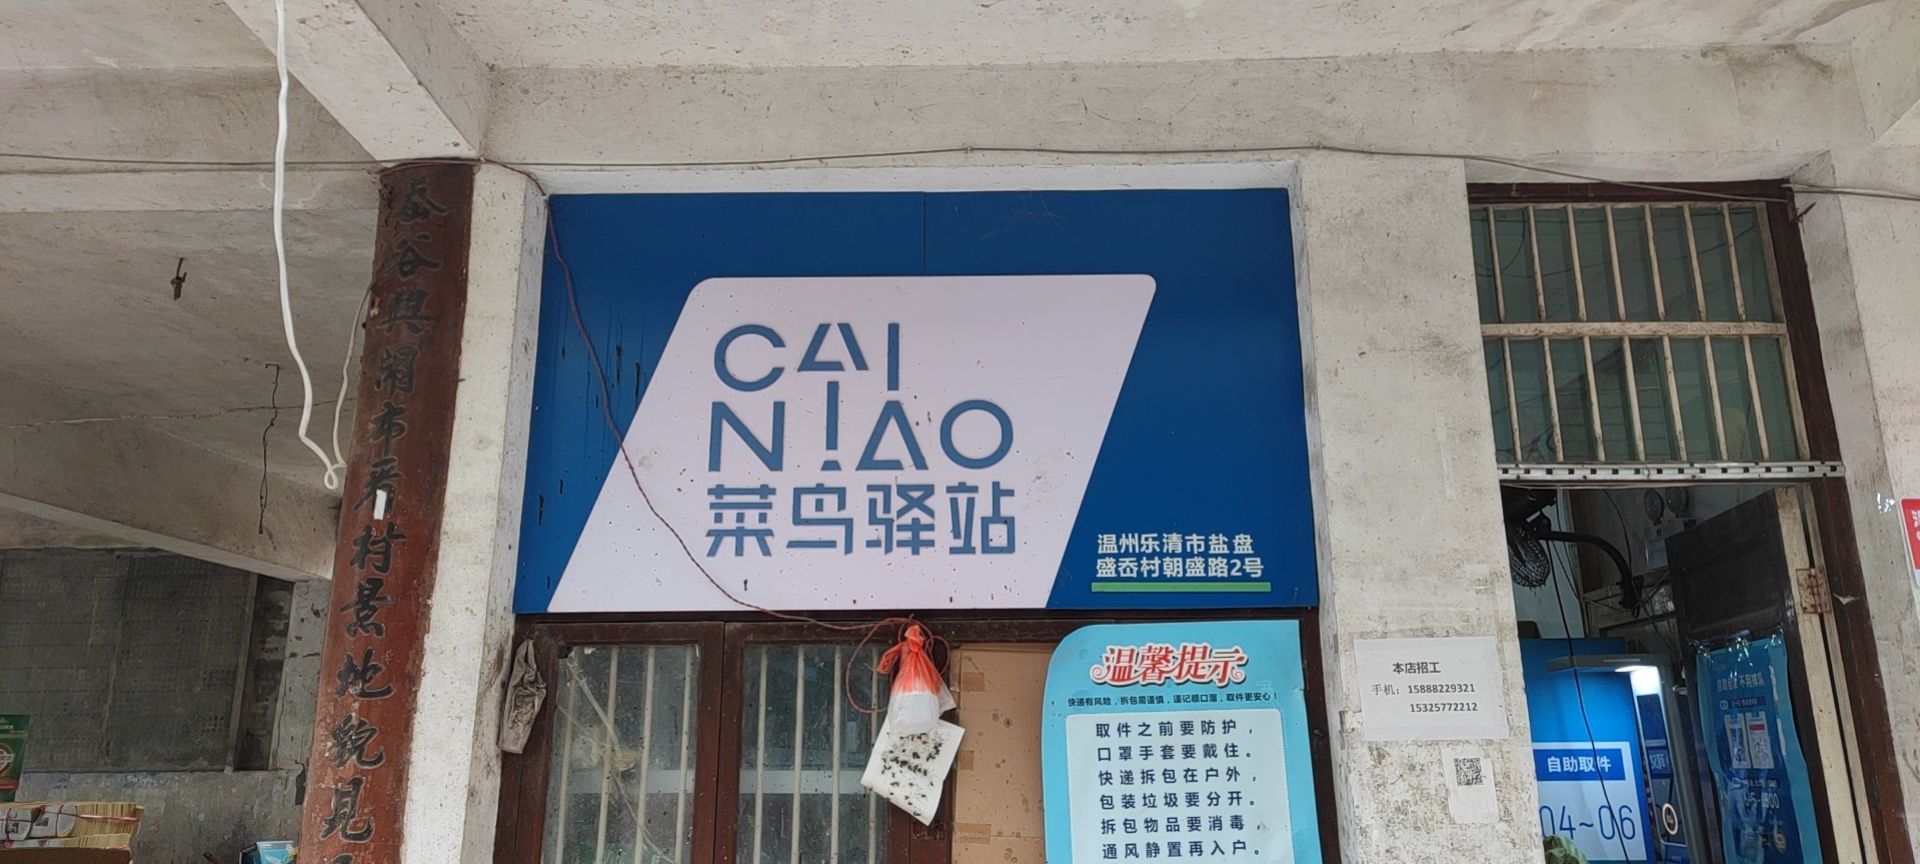 CAI
NIAO
菜鸟驿站
温州乐清市盐盘
盛岙村朝盛路2号
温馨提示
快递有风险，拆包需谨慎，谨记顺口溜，取件更安心！
取件之前要防护，
口罩手套要戴住。
快递拆包在户外，
包装垃圾要分开。
拆包物品要消毒，
通风静置再入户。
本店招工
手机：15888229321
15325772212
自助取件
04~06